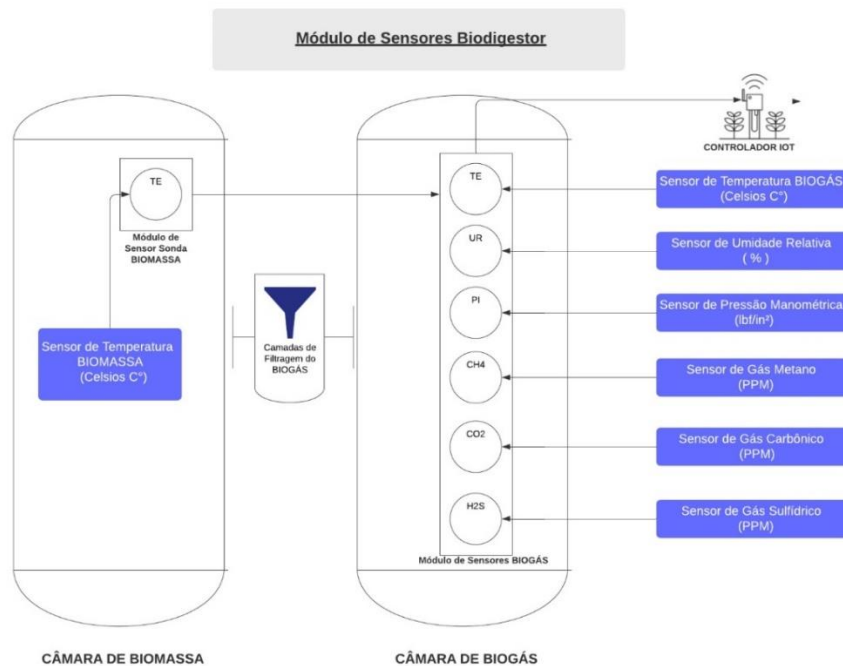 Módulo de Sensores Biodigestor
CONTROLADOR IOT
TE
Módulo de
Sensor Sonda
BIOMASSA
Sensor de Temperatura
BIOMASSA
(Celsios C°)
Camadas de
Filtragem do
BIOGÁS
TE
UR
PI
CH4
CO2
H2S
Módulo de Sensores BIOGÁS
Sensor de Temperatura BIOGÁS
(Celsios C°)
Sensor de Umidade Relativa
( % )
Sensor de Pressão Manométrica
(lbf/in²)
Sensor de Gás Metano
(PPM)
Sensor de Gás Carbônico
(PPM)
Sensor de Gás Sulfídrico
(PPM)
CÂMARA DE BIOMASSA
CÂMARA DE BIOGÁS